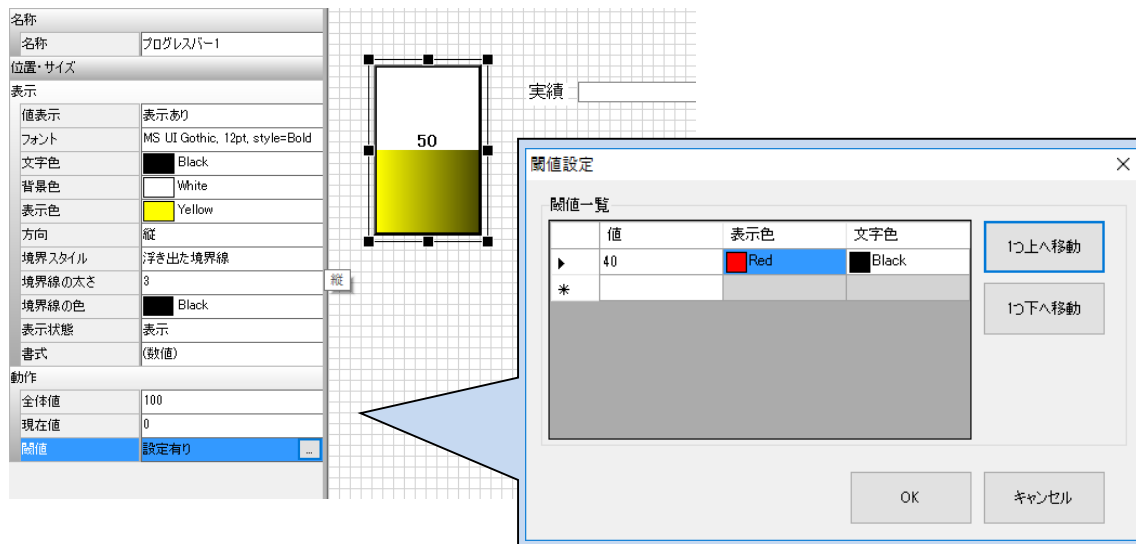 名称
名称 プログレスバー1
位置・サイズ
表示
値表示 表示あり
フォント MS UI Gothic, 12pt, style=Bold
文字色 Black
背景色 White
表示色 Yellow
方向 縦
境界スタイル 浮き出た境界線
境界線の太さ 3
境界線の色 Black
表示状態 表示
書式 (数値)
動作
全体値 100
現在値 0
閾値 設定有り ...
縦
50
実績
閾値設定
閾値一覧
値 表示色 文字色
40 Red Black
1つ上へ移動
1つ下へ移動
OK キャンセル